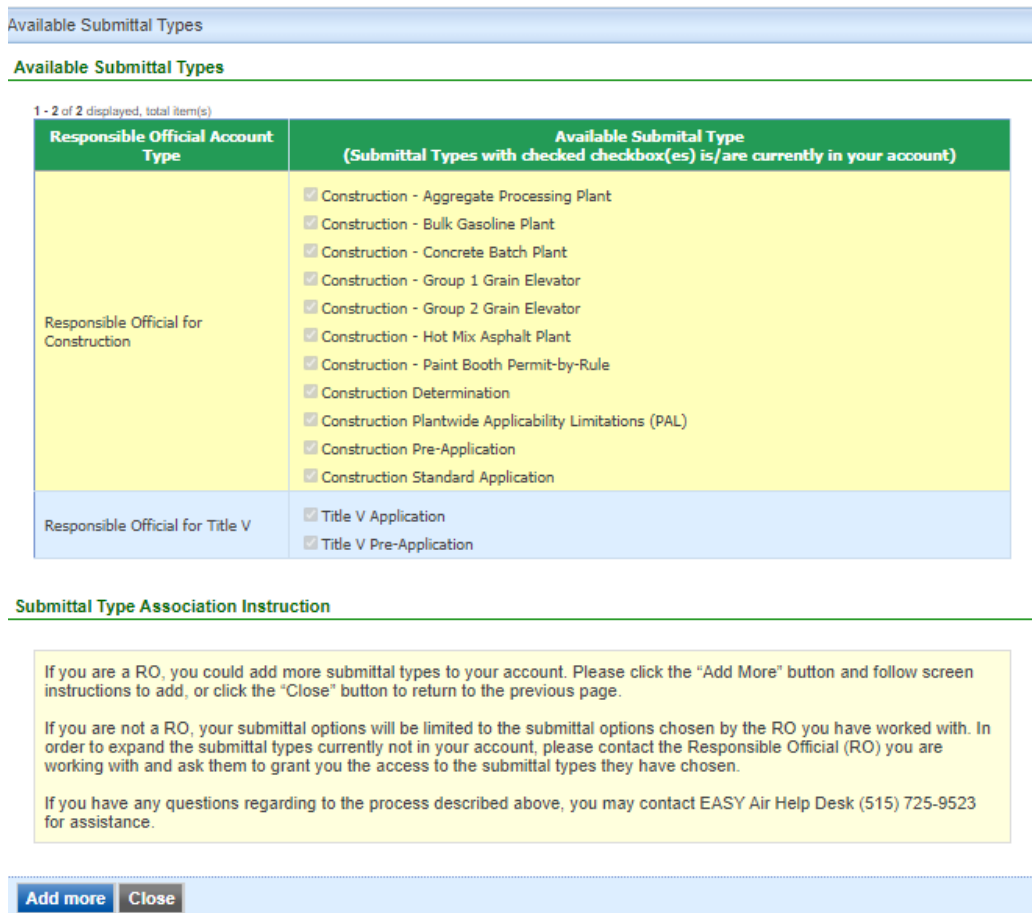 Available Submittal Types
Available Submittal Types
1 - 2 of 2 displayed, total item(s)
Responsible Official Account
Type
Available Submital Type
(Submittal Types with checked checkbox(es) is/are currently in your account)
Responsible Official for
Construction
Construction - Aggregate Processing Plant
Construction - Bulk Gasoline Plant
Construction - Concrete Batch Plant
Construction - Group 1 Grain Elevator
Construction - Group 2 Grain Elevator
Construction - Hot Mix Asphalt Plant
Construction - Paint Booth Permit-by-Rule
Construction Determination
Construction Plantwide Applicability Limitations (PAL)
Construction Pre-Application
Construction Standard Application
Responsible Official for Title V
Title V Application
Title V Pre-Application
Submittal Type Association Instruction
If you are a RO, you could add more submittal types to your account. Please click the “Add More” button and follow screen
instructions to add, or click the “Close” button to return to the previous page.
If you are not a RO, your submittal options will be limited to the submittal options chosen by the RO you have worked with. In
order to expand the submittal types currently not in your account, please contact the Responsible Official (RO) you are
working with and ask them to grant you the access to the submittal types they have chosen.
If you have any questions regarding to the process described above, you may contact EASY Air Help Desk (515) 725-9523
for assistance.
Add more Close